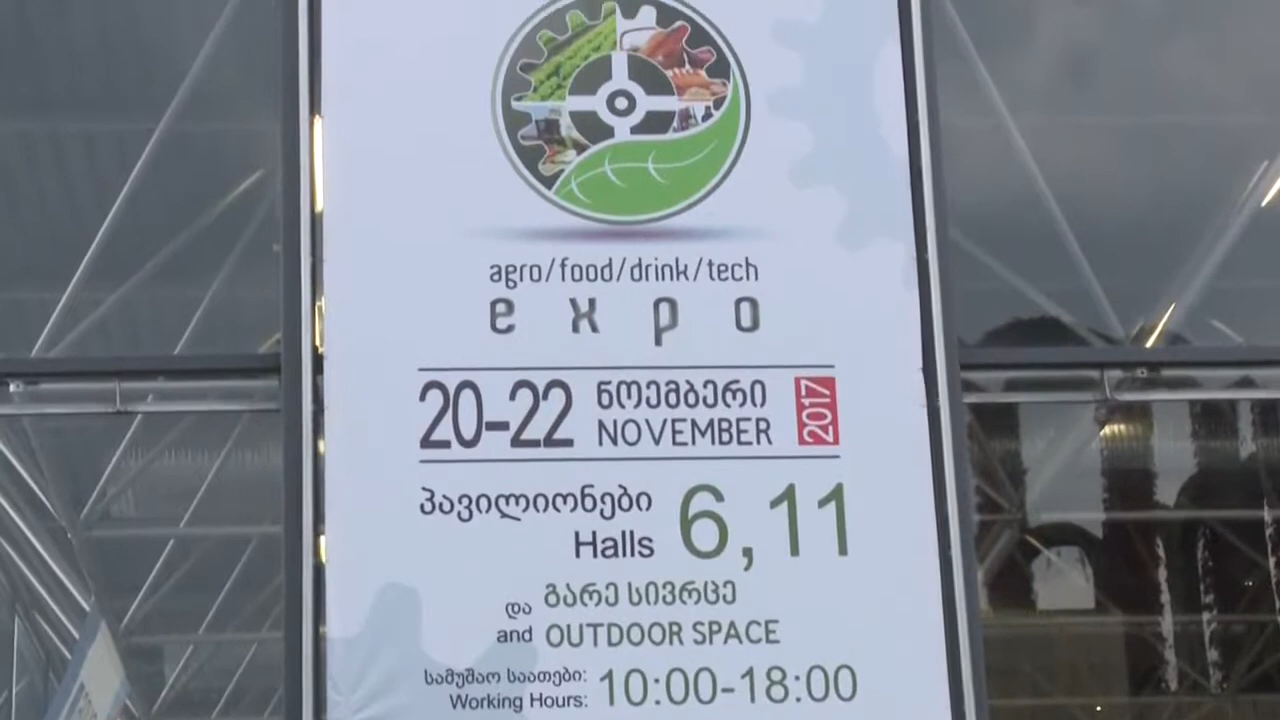 agro/food/drink/tech
expo
20-22 ნოემბერი
NOVEMBER 2017
პავილიონები
Halls 6,11
და გარე სივრცე
and OUTDOOR SPACE
სამუშაო საათები:
Working Hours: 10:00-18:00